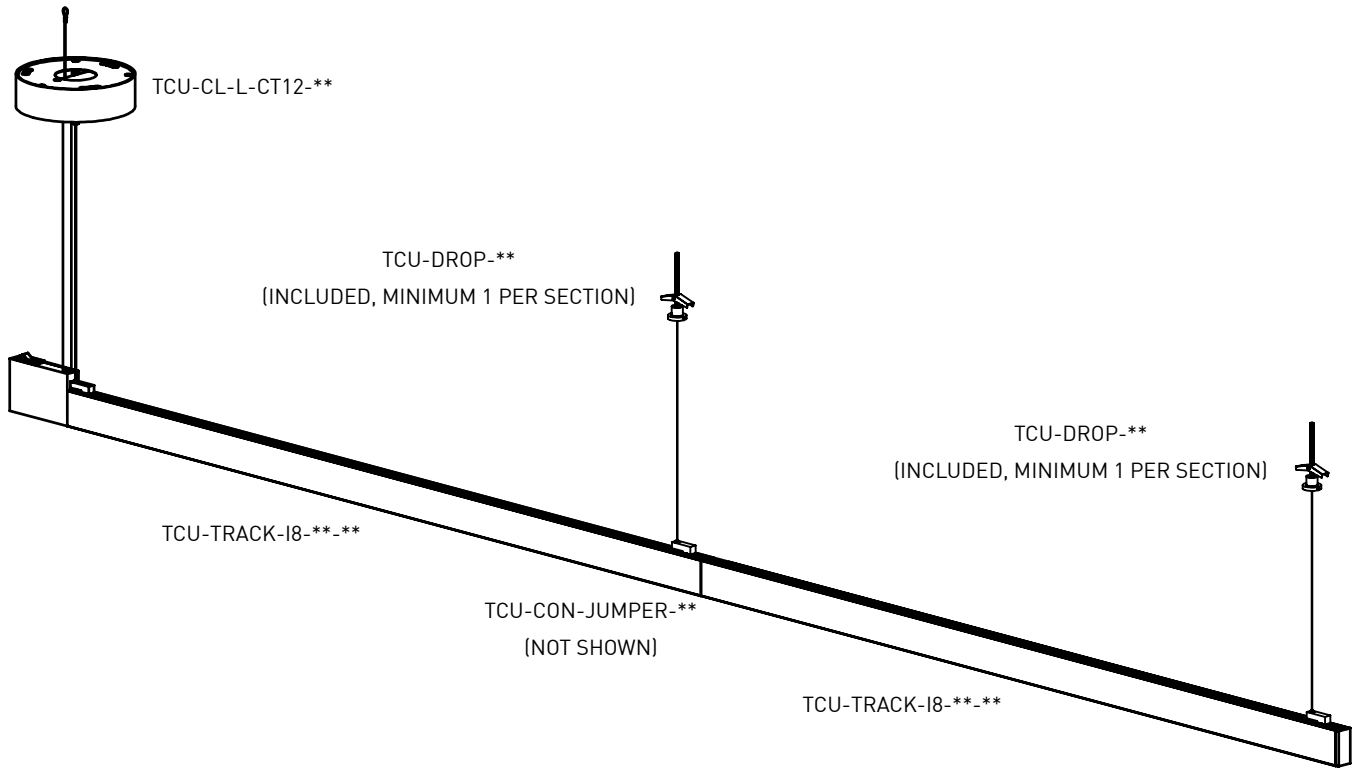 TCU-CL-L-CT12-**
TCU-DROP-**
(INCLUDED, MINIMUM 1 PER SECTION)
TCU-DROP-**
(INCLUDED, MINIMUM 1 PER SECTION)
TCU-TRACK-I8-**-**
TCU-CON-JUMPER-**
(NOT SHOWN)
TCU-TRACK-I8-**-**